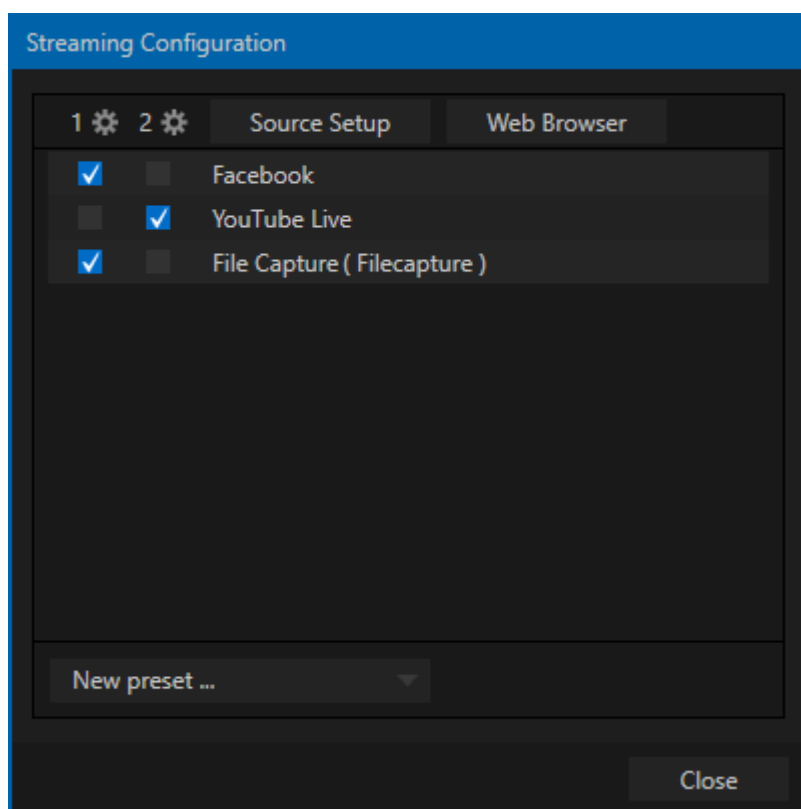 Streaming Configuration
1 2 Source Setup Web Browser
Facebook
YouTube Live
File Capture ( Filecapture )
New preset ...
Close